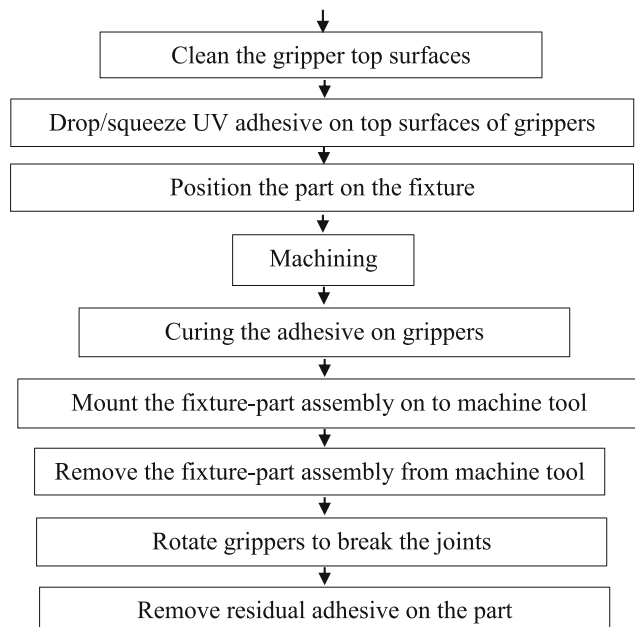 Clean the gripper top surfaces
Drop/squeeze UV adhesive on top surfaces of grippers
Position the part on the fixture
Machining
Curing the adhesive on grippers
Mount the fixture-part assembly on to machine tool
Remove the fixture-part assembly from machine tool
Rotate grippers to break the joints
Remove residual adhesive on the part